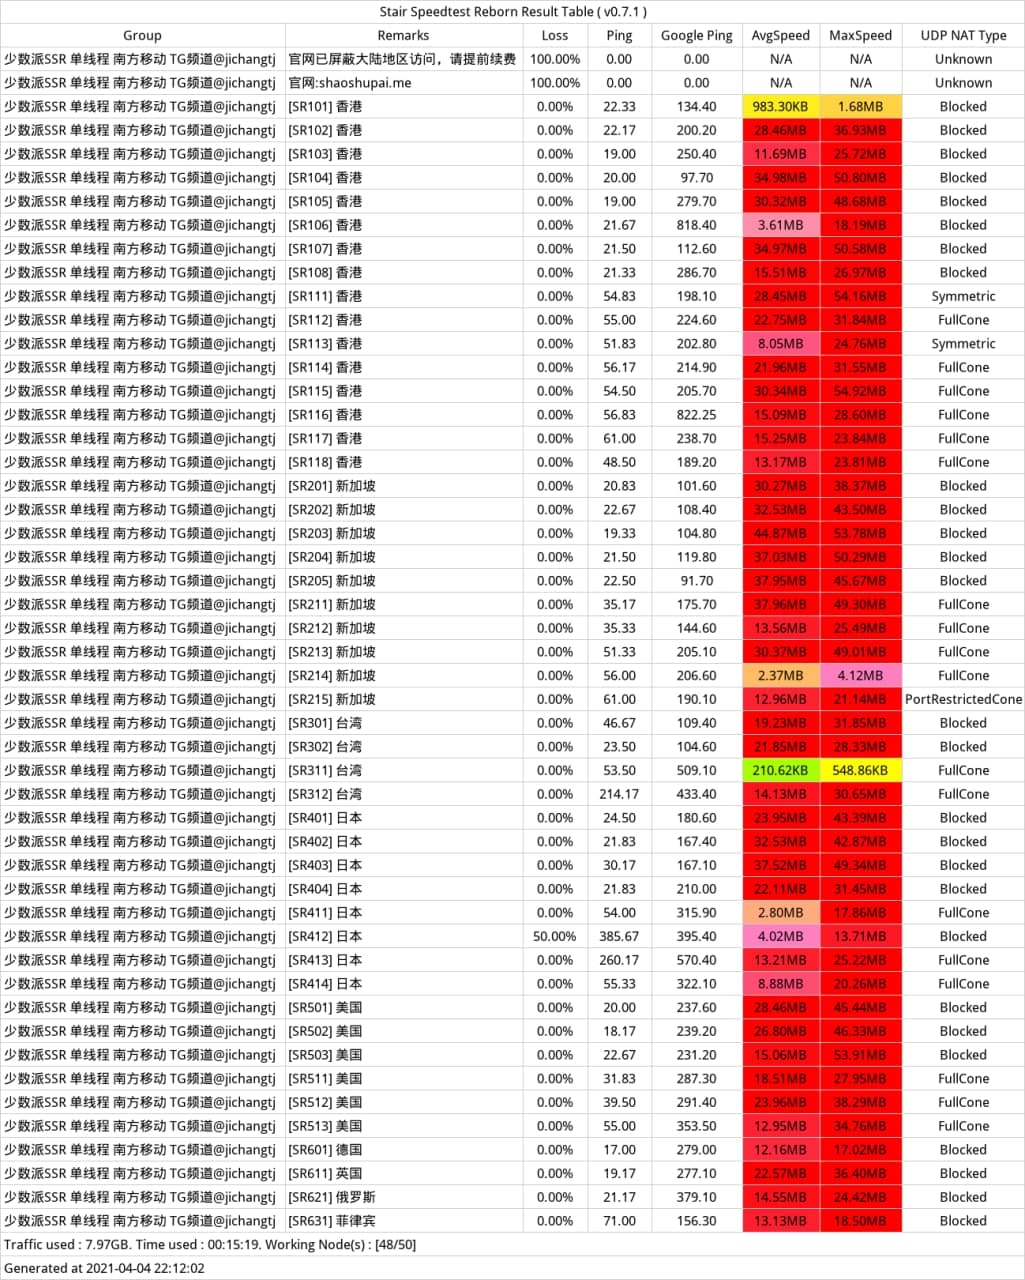 Stair Speedtest Reborn Result Table ( v0.7.1 )
Group Remarks Loss Ping Google Ping AvgSpeed MaxSpeed UDP NAT Type
少数派SSR 单线程 南方移动 TG频道@jichangtj 官网已屏蔽大陆地区访问，请提前续费 100.00% 0.00 0.00 N/A N/A Unknown
少数派SSR 单线程 南方移动 TG频道@jichangtj 官网:shaoshupai.me 100.00% 0.00 0.00 N/A N/A Unknown
少数派SSR 单线程 南方移动 TG频道@jichangtj [SR101] 香港 0.00% 22.33 134.40 983.30KB 1.68MB Blocked
少数派SSR 单线程 南方移动 TG频道@jichangtj [SR102] 香港 0.00% 22.17 200.20 28.46MB 36.93MB Blocked
少数派SSR 单线程 南方移动 TG频道@jichangtj [SR103] 香港 0.00% 19.00 250.40 11.69MB 25.72MB Blocked
少数派SSR 单线程 南方移动 TG频道@jichangtj [SR104] 香港 0.00% 20.00 97.70 34.98MB 50.80MB Blocked
少数派SSR 单线程 南方移动 TG频道@jichangtj [SR105] 香港 0.00% 19.00 279.70 30.32MB 48.68MB Blocked
少数派SSR 单线程 南方移动 TG频道@jichangtj [SR106] 香港 0.00% 21.67 818.40 3.61MB 18.19MB Blocked
少数派SSR 单线程 南方移动 TG频道@jichangtj [SR107] 香港 0.00% 21.50 112.60 34.97MB 50.58MB Blocked
少数派SSR 单线程 南方移动 TG频道@jichangtj [SR108] 香港 0.00% 21.33 286.70 15.51MB 26.97MB Blocked
少数派SSR 单线程 南方移动 TG频道@jichangtj [SR111] 香港 0.00% 54.83 198.10 28.45MB 54.16MB Symmetric
少数派SSR 单线程 南方移动 TG频道@jichangtj [SR112] 香港 0.00% 55.00 224.60 22.75MB 31.84MB FullCone
少数派SSR 单线程 南方移动 TG频道@jichangtj [SR113] 香港 0.00% 51.83 202.80 8.05MB 24.76MB Symmetric
少数派SSR 单线程 南方移动 TG频道@jichangtj [SR114] 香港 0.00% 56.17 214.90 21.96MB 31.55MB FullCone
少数派SSR 单线程 南方移动 TG频道@jichangtj [SR115] 香港 0.00% 54.50 205.70 30.34MB 54.92MB FullCone
少数派SSR 单线程 南方移动 TG频道@jichangtj [SR116] 香港 0.00% 56.83 822.25 15.09MB 28.60MB FullCone
少数派SSR 单线程 南方移动 TG频道@jichangtj [SR117] 香港 0.00% 61.00 238.70 15.25MB 23.84MB FullCone
少数派SSR 单线程 南方移动 TG频道@jichangtj [SR118] 香港 0.00% 48.50 189.20 13.17MB 23.81MB FullCone
少数派SSR 单线程 南方移动 TG频道@jichangtj [SR201] 新加坡 0.00% 20.83 101.60 30.27MB 38.37MB Blocked
少数派SSR 单线程 南方移动 TG频道@jichangtj [SR202] 新加坡 0.00% 22.67 108.40 32.53MB 43.50MB Blocked
少数派SSR 单线程 南方移动 TG频道@jichangtj [SR203] 新加坡 0.00% 19.33 104.80 44.87MB 53.78MB Blocked
少数派SSR 单线程 南方移动 TG频道@jichangtj [SR204] 新加坡 0.00% 21.50 119.80 37.03MB 50.29MB Blocked
少数派SSR 单线程 南方移动 TG频道@jichangtj [SR205] 新加坡 0.00% 22.50 91.70 37.95MB 45.67MB Blocked
少数派SSR 单线程 南方移动 TG频道@jichangtj [SR211] 新加坡 0.00% 35.17 175.70 37.96MB 49.30MB FullCone
少数派SSR 单线程 南方移动 TG频道@jichangtj [SR212] 新加坡 0.00% 35.33 144.60 13.56MB 25.49MB FullCone
少数派SSR 单线程 南方移动 TG频道@jichangtj [SR213] 新加坡 0.00% 51.33 205.10 30.37MB 49.01MB FullCone
少数派SSR 单线程 南方移动 TG频道@jichangtj [SR214] 新加坡 0.00% 56.00 206.60 2.37MB 4.12MB FullCone
少数派SSR 单线程 南方移动 TG频道@jichangtj [SR215] 新加坡 0.00% 61.00 190.10 12.96MB 21.14MB PortRestrictedCone
少数派SSR 单线程 南方移动 TG频道@jichangtj [SR301] 台湾 0.00% 46.67 109.40 19.23MB 31.85MB Blocked
少数派SSR 单线程 南方移动 TG频道@jichangtj [SR302] 台湾 0.00% 23.50 104.60 21.85MB 28.33MB Blocked
少数派SSR 单线程 南方移动 TG频道@jichangtj [SR311] 台湾 0.00% 53.50 509.10 210.62KB 548.86KB FullCone
少数派SSR 单线程 南方移动 TG频道@jichangtj [SR312] 台湾 0.00% 214.17 433.40 14.13MB 30.65MB FullCone
少数派SSR 单线程 南方移动 TG频道@jichangtj [SR401] 日本 0.00% 24.50 180.60 23.95MB 43.39MB Blocked
少数派SSR 单线程 南方移动 TG频道@jichangtj [SR402] 日本 0.00% 21.83 167.40 32.53MB 42.87MB Blocked
少数派SSR 单线程 南方移动 TG频道@jichangtj [SR403] 日本 0.00% 30.17 167.10 37.52MB 49.34MB Blocked
少数派SSR 单线程 南方移动 TG频道@jichangtj [SR404] 日本 0.00% 21.83 210.00 22.11MB 31.45MB Blocked
少数派SSR 单线程 南方移动 TG频道@jichangtj [SR411] 日本 0.00% 54.00 315.90 2.80MB 17.86MB FullCone
少数派SSR 单线程 南方移动 TG频道@jichangtj [SR412] 日本 50.00% 385.67 395.40 4.02MB 13.71MB Blocked
少数派SSR 单线程 南方移动 TG频道@jichangtj [SR413] 日本 0.00% 260.17 570.40 13.21MB 25.22MB FullCone
少数派SSR 单线程 南方移动 TG频道@jichangtj [SR414] 日本 0.00% 55.33 322.10 8.88MB 20.26MB FullCone
少数派SSR 单线程 南方移动 TG频道@jichangtj [SR501] 美国 0.00% 20.00 237.60 28.46MB 45.44MB Blocked
少数派SSR 单线程 南方移动 TG频道@jichangtj [SR502] 美国 0.00% 18.17 239.20 26.80MB 46.33MB Blocked
少数派SSR 单线程 南方移动 TG频道@jichangtj [SR503] 美国 0.00% 22.67 231.20 15.06MB 53.91MB Blocked
少数派SSR 单线程 南方移动 TG频道@jichangtj [SR511] 美国 0.00% 31.83 287.30 18.51MB 27.95MB FullCone
少数派SSR 单线程 南方移动 TG频道@jichangtj [SR512] 美国 0.00% 39.50 291.40 23.96MB 38.29MB FullCone
少数派SSR 单线程 南方移动 TG频道@jichangtj [SR513] 美国 0.00% 55.00 353.50 12.95MB 34.76MB FullCone
少数派SSR 单线程 南方移动 TG频道@jichangtj [SR601] 德国 0.00% 17.00 279.00 12.16MB 17.02MB Blocked
少数派SSR 单线程 南方移动 TG频道@jichangtj [SR611] 英国 0.00% 19.17 277.10 22.57MB 36.40MB Blocked
少数派SSR 单线程 南方移动 TG频道@jichangtj [SR621] 俄罗斯 0.00% 21.17 379.10 14.55MB 24.42MB Blocked
少数派SSR 单线程 南方移动 TG频道@jichangtj [SR631] 菲律宾 0.00% 71.00 156.30 13.13MB 18.50MB Blocked
Traffic used : 7.97GB. Time used : 00:15:19. Working Node(s) : [48/50]
Generated at 2021-04-04 22:12:02